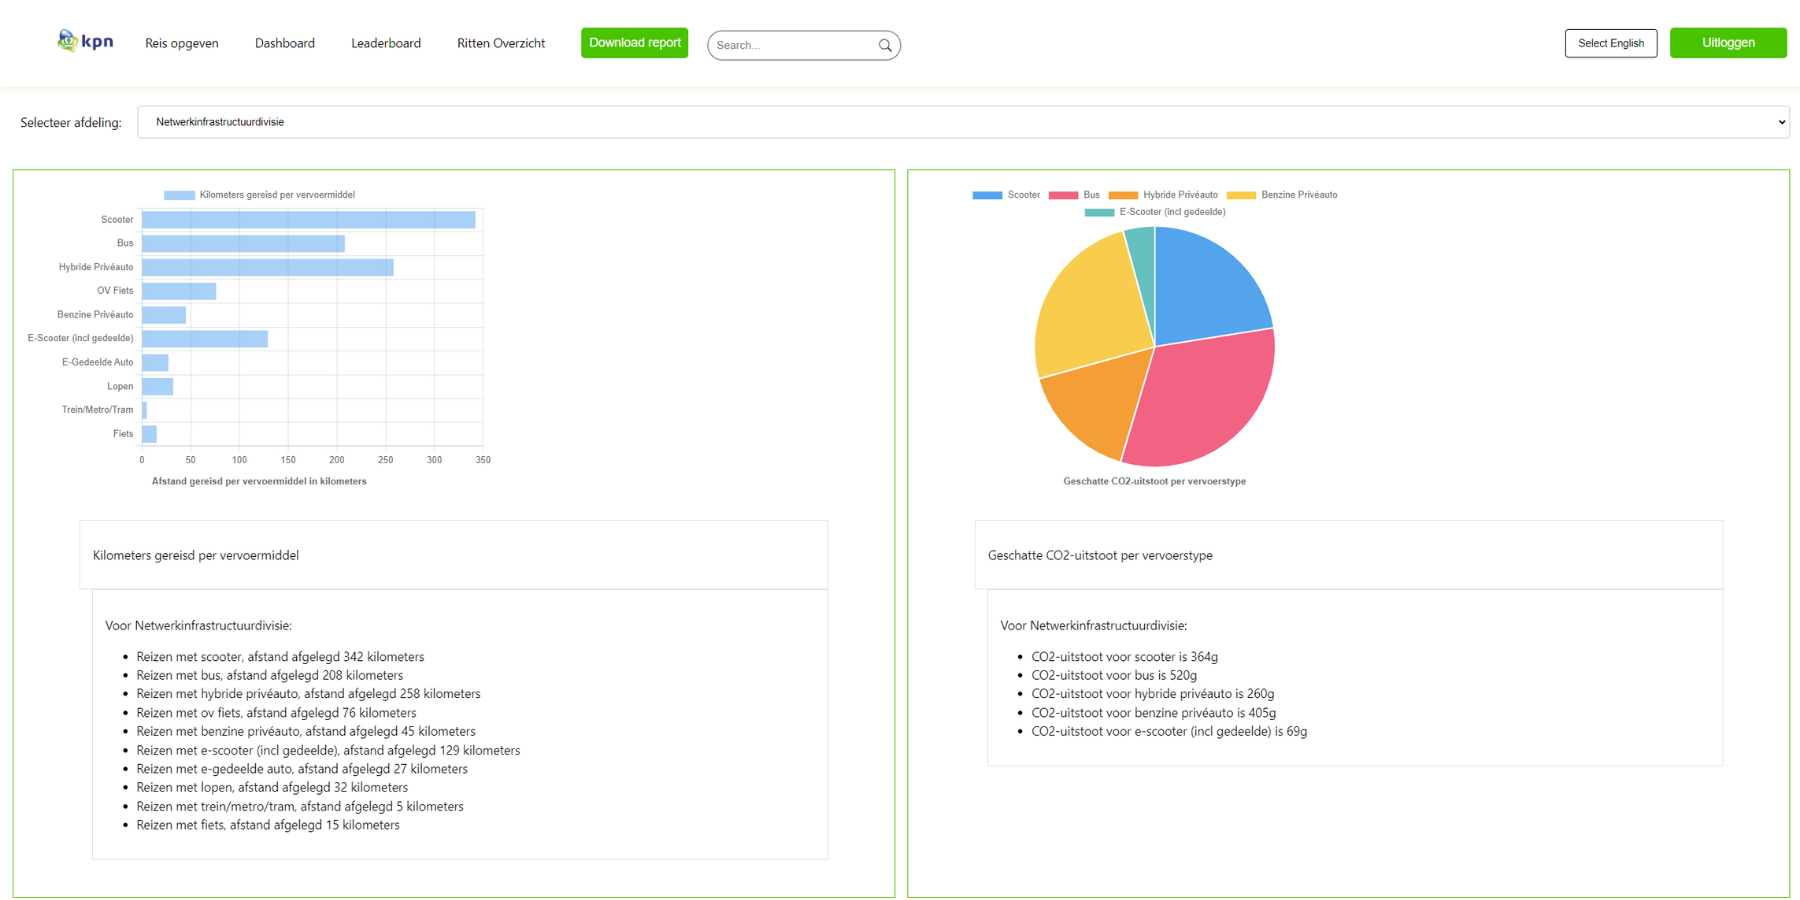 kpn
Reis opgeven
Dashboard
Leaderboard
Ritten Overzicht
Download report
Search...
Select English
Uitloggen
Selecteer afdeling:
Netwerkinfrastructuurdivisie
Kilometers gereisd per vervoermiddel
Scooter
Bus
Hybride Privéauto
OV Fiets
Benzine Privéauto
E-Scooter (incl gedeelde)
E-Gedeelde Auto
Lopen
Trein/Metro/Tram
Fiets
0 50 100 150 200 250 300 350
Afstand gereisd per vervoermiddel in kilometers
Kilometers gereisd per vervoermiddel
Voor Netwerkinfrastructuurdivisie:
• Reizen met scooter, afstand afgelegd 342 kilometers
• Reizen met bus, afstand afgelegd 208 kilometers
• Reizen met hybride privéauto, afstand afgelegd 258 kilometers
• Reizen met ov fiets, afstand afgelegd 76 kilometers
• Reizen met benzine privéauto, afstand afgelegd 45 kilometers
• Reizen met e-scooter (incl gedeelde), afstand afgelegd 129 kilometers
• Reizen met e-gedeelde auto, afstand afgelegd 27 kilometers
• Reizen met lopen, afstand afgelegd 32 kilometers
• Reizen met trein/metro/tram, afstand afgelegd 5 kilometers
• Reizen met fiets, afstand afgelegd 15 kilometers
Scooter Bus Hybride Privéauto Benzine Privéauto
E-Scooter (incl gedeelde)
Geschatte CO2-uitstoot per vervoerstype
Geschatte CO2-uitstoot per vervoerstype
Voor Netwerkinfrastructuurdivisie:
• CO2-uitstoot voor scooter is 364g
• CO2-uitstoot voor bus is 520g
• CO2-uitstoot voor hybride privéauto is 260g
• CO2-uitstoot voor benzine privéauto is 405g
• CO2-uitstoot voor e-scooter (incl gedeelde) is 69g